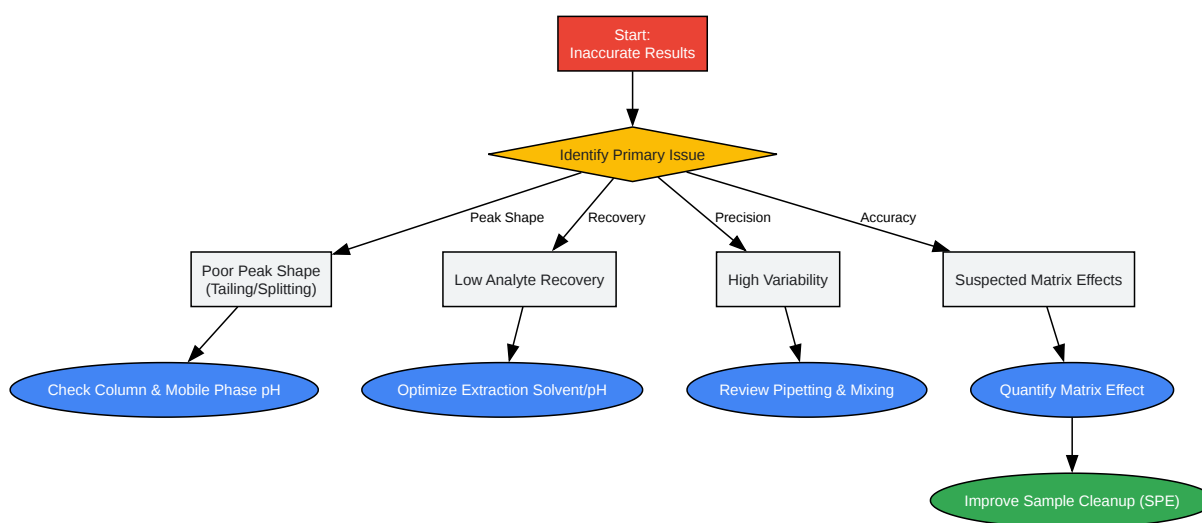 Start:
Inaccurate Results
Identify Primary Issue
Peak Shape
Recovery
Precision
Accuracy
Poor Peak Shape
(Tailing/Splitting)
Low Analyte Recovery
High Variability
Suspected Matrix Effects
Check Column & Mobile Phase pH
Optimize Extraction Solvent/pH
Review Pipetting & Mixing
Quantify Matrix Effect
Improve Sample Cleanup (SPE)